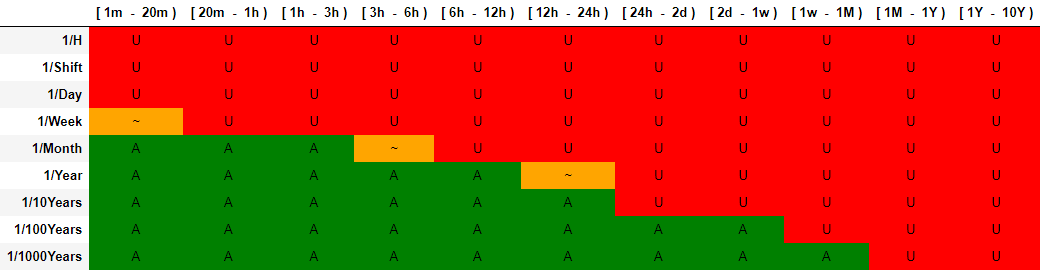 [ 1m - 20m ) [ 20m - 1h ) [ 1h - 3h ) [ 3h - 6h ) [ 6h - 12h ) [ 12h - 24h ) [ 24h - 2d ) [ 2d - 1w ) [ 1w - 1M ) [ 1M - 1Y ) [ 1Y - 10Y )
1/H U U U U U U U U U U U
1/Shift U U U U U U U U U U U
1/Day U U U U U U U U U U U
1/Week ~ U U U U U U U U U U
1/Month A A A ~ U U U U U U U
1/Year A A A A A ~ U U U U U
1/10Years A A A A A A U U U U U
1/100Years A A A A A A A A U U U
1/1000Years A A A A A A A A A U U